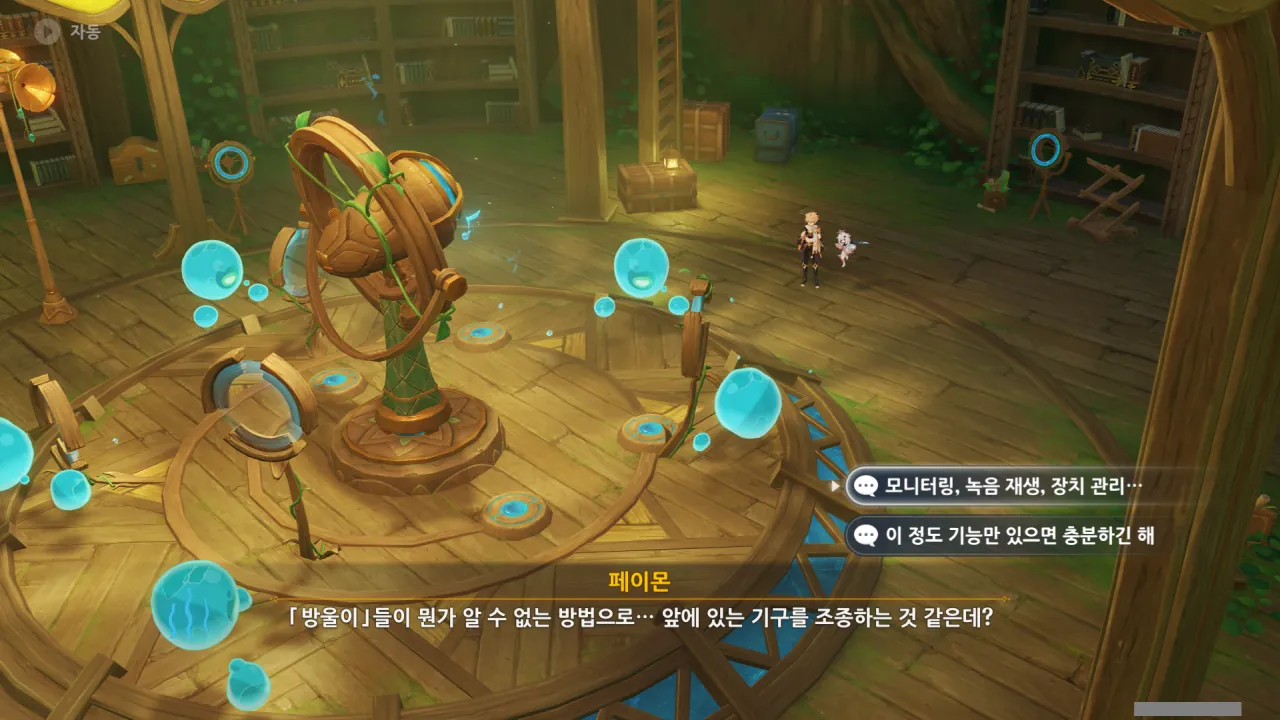 자동
모니터링, 녹음 재생, 장치 관리…
이 정도 기능만 있으면 충분하긴 해
페이몬
「방울이」들이 뭔가 알 수 없는 방법으로… 앞에 있는 기구를 조종하는 것 같은데?